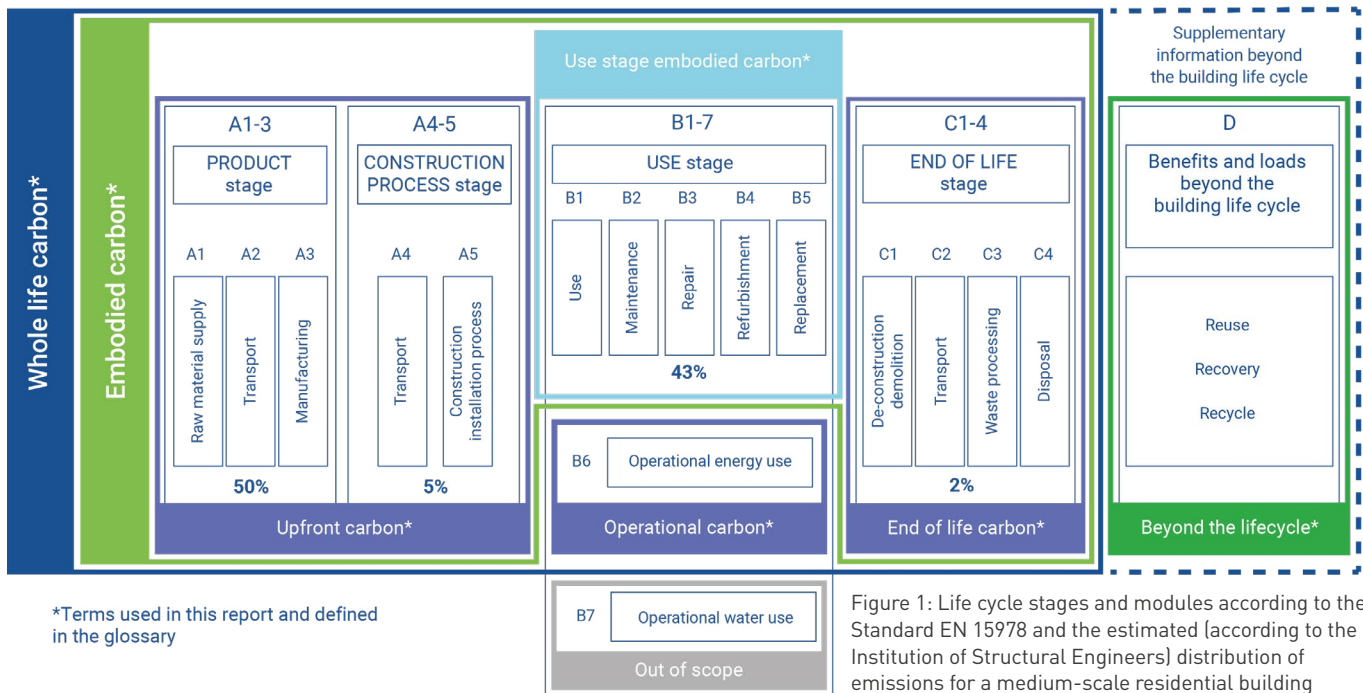 Whole life carbon*
Embodied carbon*
Use stage embodied carbon*
Supplementary
information beyond
the building life cycle
A1-3
PRODUCT
stage
A1
A2
A3
Raw material supply
Transport
Manufacturing
50%
A4-5
CONSTRUCTION
PROCESS stage
A4
A5
Transport
Construction
installation process
5%
Upfront carbon*
B1-7
USE stage
B1
B2
B3
B4
B5
Use
Maintenance
Repair
Refurbishment
Replacement
43%
B6
Operational energy use
Operational carbon*
B7
Operational water use
Out of scope
C1-4
END OF LIFE
stage
C1
C2
C3
C4
De-construction
demolition
Transport
Waste processing
Disposal
2%
End of life carbon*
D
Benefits and loads
beyond the
building life cycle
Reuse
Recovery
Recycle
Beyond the lifecycle*
*Terms used in this report and defined
in the glossary
Figure 1: Life cycle stages and modules according to the
Standard EN 15978 and the estimated (according to the
Institution of Structural Engineers) distribution of
emissions for a medium-scale residential building